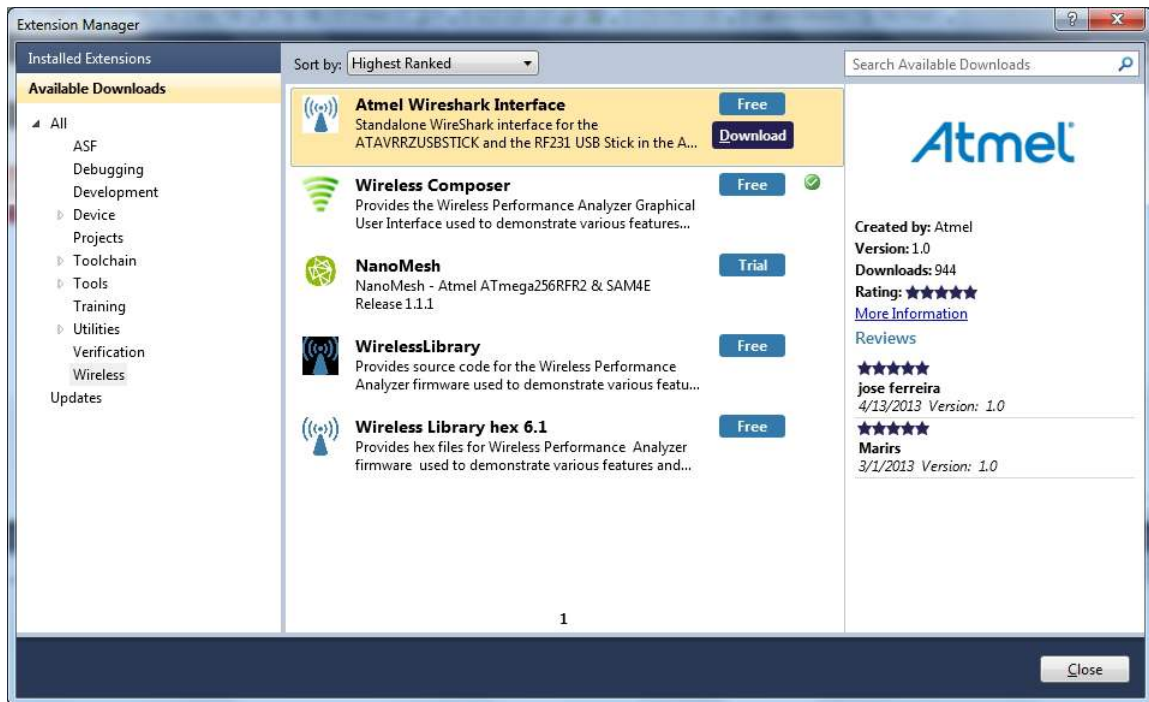 Extension Manager
Installed Extensions
Available Downloads
All
ASF
Debugging
Development
Device
Projects
Toolchain
Tools
Training
Utilities
Verification
Wireless
Updates
Sort by: Highest Ranked
Atmel Wireshark Interface
Free
Standalone WireShark interface for the
ATAVRRZUSBSTICK and the RF231 USB Stick in the A...
Download
Wireless Composer
Free
Provides the Wireless Performance Analyzer Graphical
User Interface used to demonstrate various features...
NanoMesh
Trial
NanoMesh - Atmel ATmega256RFR2 & SAM4E
Release 1.1.1
WirelessLibrary
Free
Provides source code for the Wireless Performance
Analyzer firmware used to demonstrate various featu...
Wireless Library hex 6.1
Free
Provides hex files for Wireless Performance Analyzer
firmware used to demonstrate various features and...
1
Search Available Downloads
Atmel
Created by: Atmel
Version: 1.0
Downloads: 944
Rating: ★★★★★
More Information
Reviews
★★★★★
jose ferreira
4/13/2013 Version: 1.0
★★★★★
Marirs
3/1/2013 Version: 1.0
Close